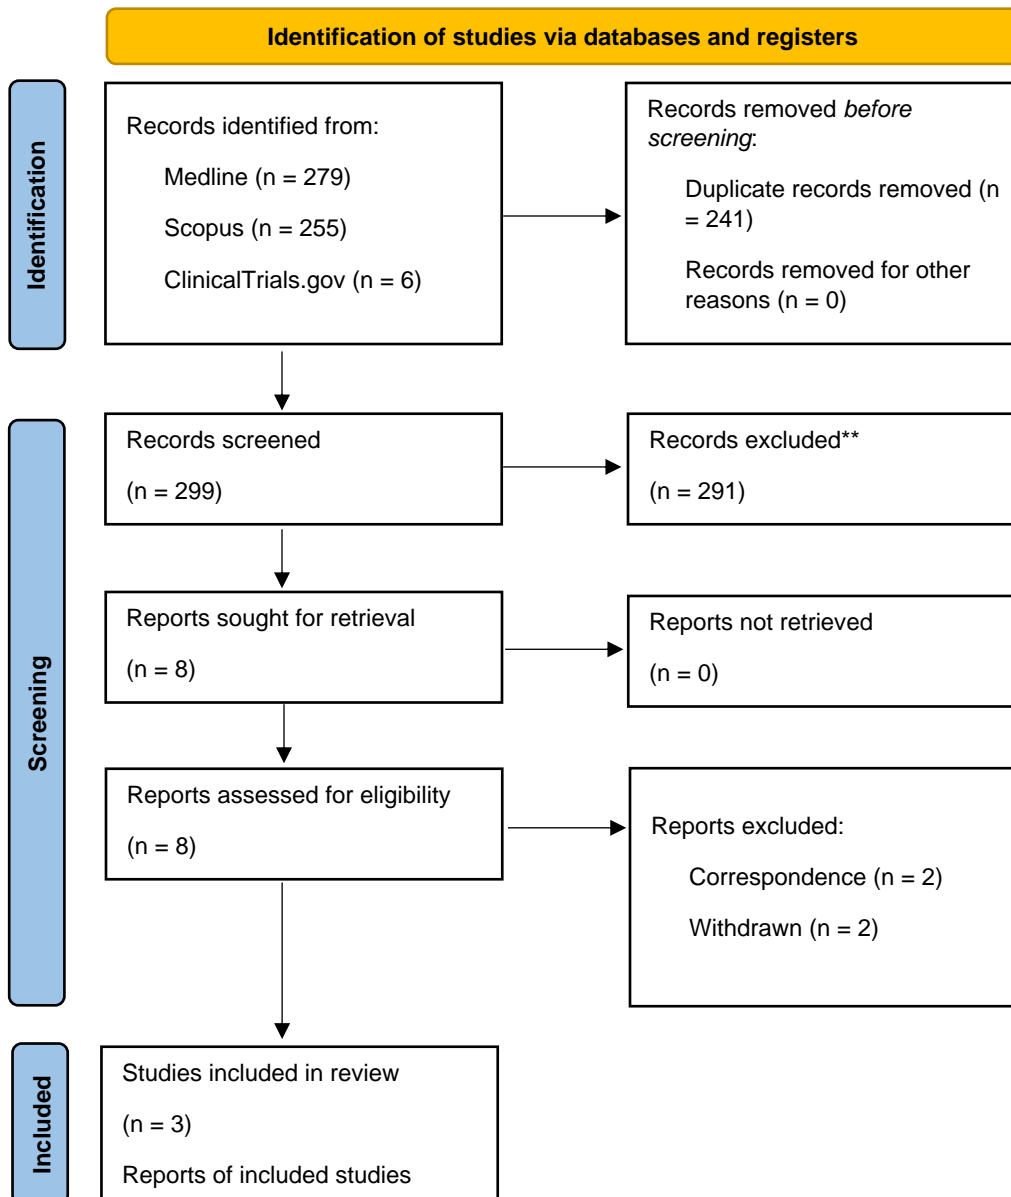 Identification of studies via databases and registers
Identification
Records identified from:
Medline (n = 279)
Scopus (n = 255)
ClinicalTrials.gov (n = 6)
Records removed before
screening:
Duplicate records removed (n
= 241)
Records removed for other
reasons (n = 0)
Screening
Records screened
(n = 299)
Records excluded**
(n = 291)
Reports sought for retrieval
(n = 8)
Reports not retrieved
(n = 0)
Reports assessed for eligibility
(n = 8)
Reports excluded:
Correspondence (n = 2)
Withdrawn (n = 2)
Included
Studies included in review
(n = 3)
Reports of included studies